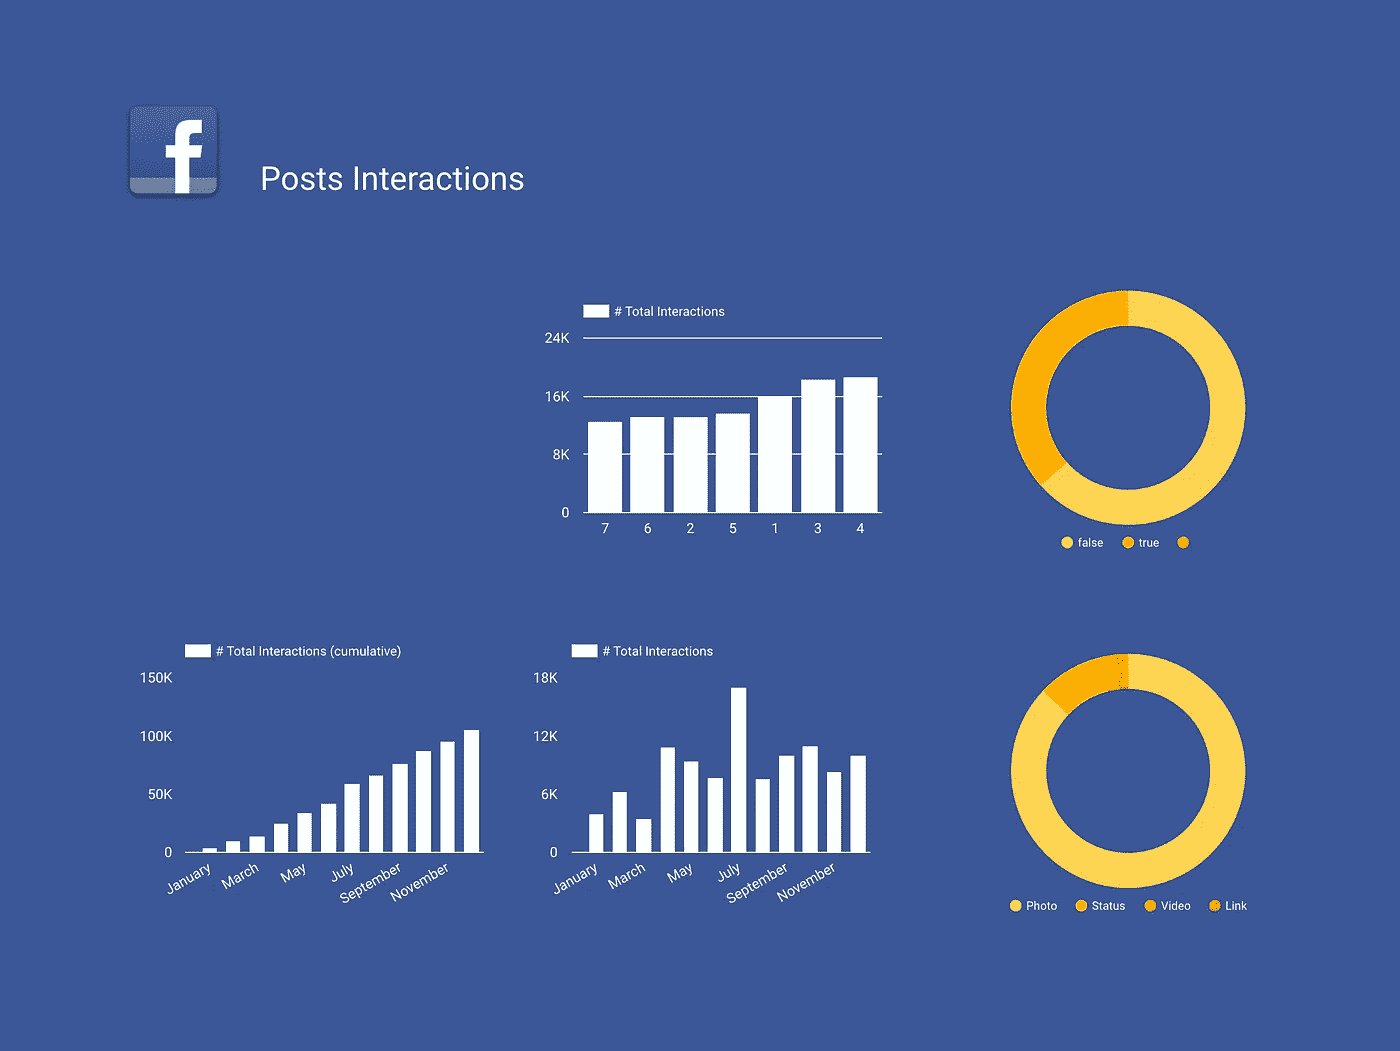 f
Posts Interactions
# Total Interactions
24K
16K
8K
0
7 6 2 5 1 3 4
false true
# Total Interactions (cumulative)
150K
100K
50K
0
January March May July September November
# Total Interactions
18K
12K
6K
0
January March May July September November
Photo Status Video Link